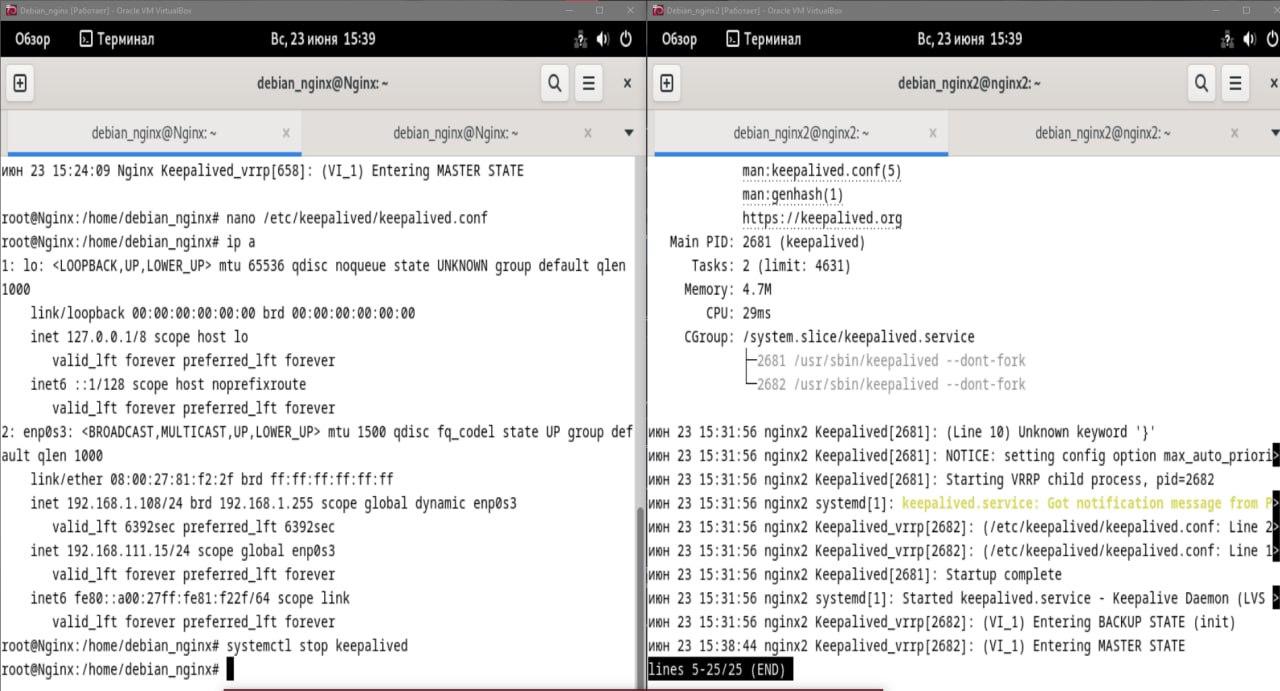 Debian_nginx [Работает] - Oracle VM VirtualBox
Обзор Терминал Вс, 23 июня 15:39
debian_nginx@Nginx: ~
debian_nginx@Nginx: ~ debian_nginx@Nginx: ~
июн 23 15:24:09 Nginx Keepalived_vrrp[658]: (VI_1) Entering MASTER STATE
root@Nginx:/home/debian_nginx# nano /etc/keepalived/keepalived.conf
root@Nginx:/home/debian_nginx# ip a
1: lo: <LOOPBACK,UP,LOWER_UP> mtu 65536 qdisc noqueue state UNKNOWN group default qlen
1000
link/loopback 00:00:00:00:00:00 brd 00:00:00:00:00:00
inet 127.0.0.1/8 scope host lo
valid_lft forever preferred_lft forever
inet6 ::1/128 scope host noprefixroute
valid_lft forever preferred_lft forever
2: enp0s3: <BROADCAST,MULTICAST,UP,LOWER_UP> mtu 1500 qdisc fq_codel state UP group def
ault qlen 1000
link/ether 08:00:27:81:f2:2f brd ff:ff:ff:ff:ff:ff
inet 192.168.1.108/24 brd 192.168.1.255 scope global dynamic enp0s3
valid_lft 6392sec preferred_lft 6392sec
inet 192.168.111.15/24 scope global enp0s3
valid_lft forever preferred_lft forever
inet6 fe80::a00:27ff:fe81:f22f/64 scope link
valid_lft forever preferred_lft forever
root@Nginx:/home/debian_nginx# systemctl stop keepalived
root@Nginx:/home/debian_nginx#
Debian_nginx2 [Работает] - Oracle VM VirtualBox
Обзор Терминал Вс, 23 июня 15:39
debian_nginx2@nginx2: ~
debian_nginx2@nginx2: ~ debian_nginx2@nginx2: ~
man:keepalived.conf(5)
man:genhash(1)
https://keepalived.org
Main PID: 2681 (keepalived)
Tasks: 2 (limit: 4631)
Memory: 4.7M
CPU: 29ms
CGroup: /system.slice/keepalived.service
├─2681 /usr/sbin/keepalived --dont-fork
└─2682 /usr/sbin/keepalived --dont-fork
июн 23 15:31:56 nginx2 Keepalived[2681]: (Line 10) Unknown keyword '}'
июн 23 15:31:56 nginx2 Keepalived[2681]: NOTICE: setting config option max_auto_priori>
июн 23 15:31:56 nginx2 Keepalived[2681]: Starting VRRP child process, pid=2682
июн 23 15:31:56 nginx2 systemd[1]: keepalived.service: Got notification message from P>
июн 23 15:31:56 nginx2 Keepalived_vrrp[2682]: (/etc/keepalived/keepalived.conf: Line 2>
июн 23 15:31:56 nginx2 Keepalived_vrrp[2682]: (/etc/keepalived/keepalived.conf: Line 1>
июн 23 15:31:56 nginx2 Keepalived[2681]: Startup complete
июн 23 15:31:56 nginx2 systemd[1]: Started keepalived.service - Keepalive Daemon (LVS >
июн 23 15:31:56 nginx2 Keepalived_vrrp[2682]: (VI_1) Entering BACKUP STATE (init)
июн 23 15:38:44 nginx2 Keepalived_vrrp[2682]: (VI_1) Entering MASTER STATE
lines 5-25/25 (END)